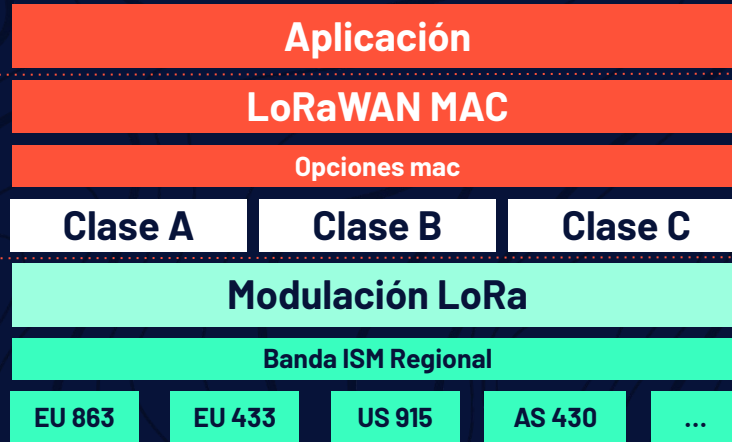 Aplicación
LoRaWAN MAC
Opciones mac
Clase A Clase B Clase C
Modulación LoRa
Banda ISM Regional
EU 863 EU 433 US 915 AS 430 ...